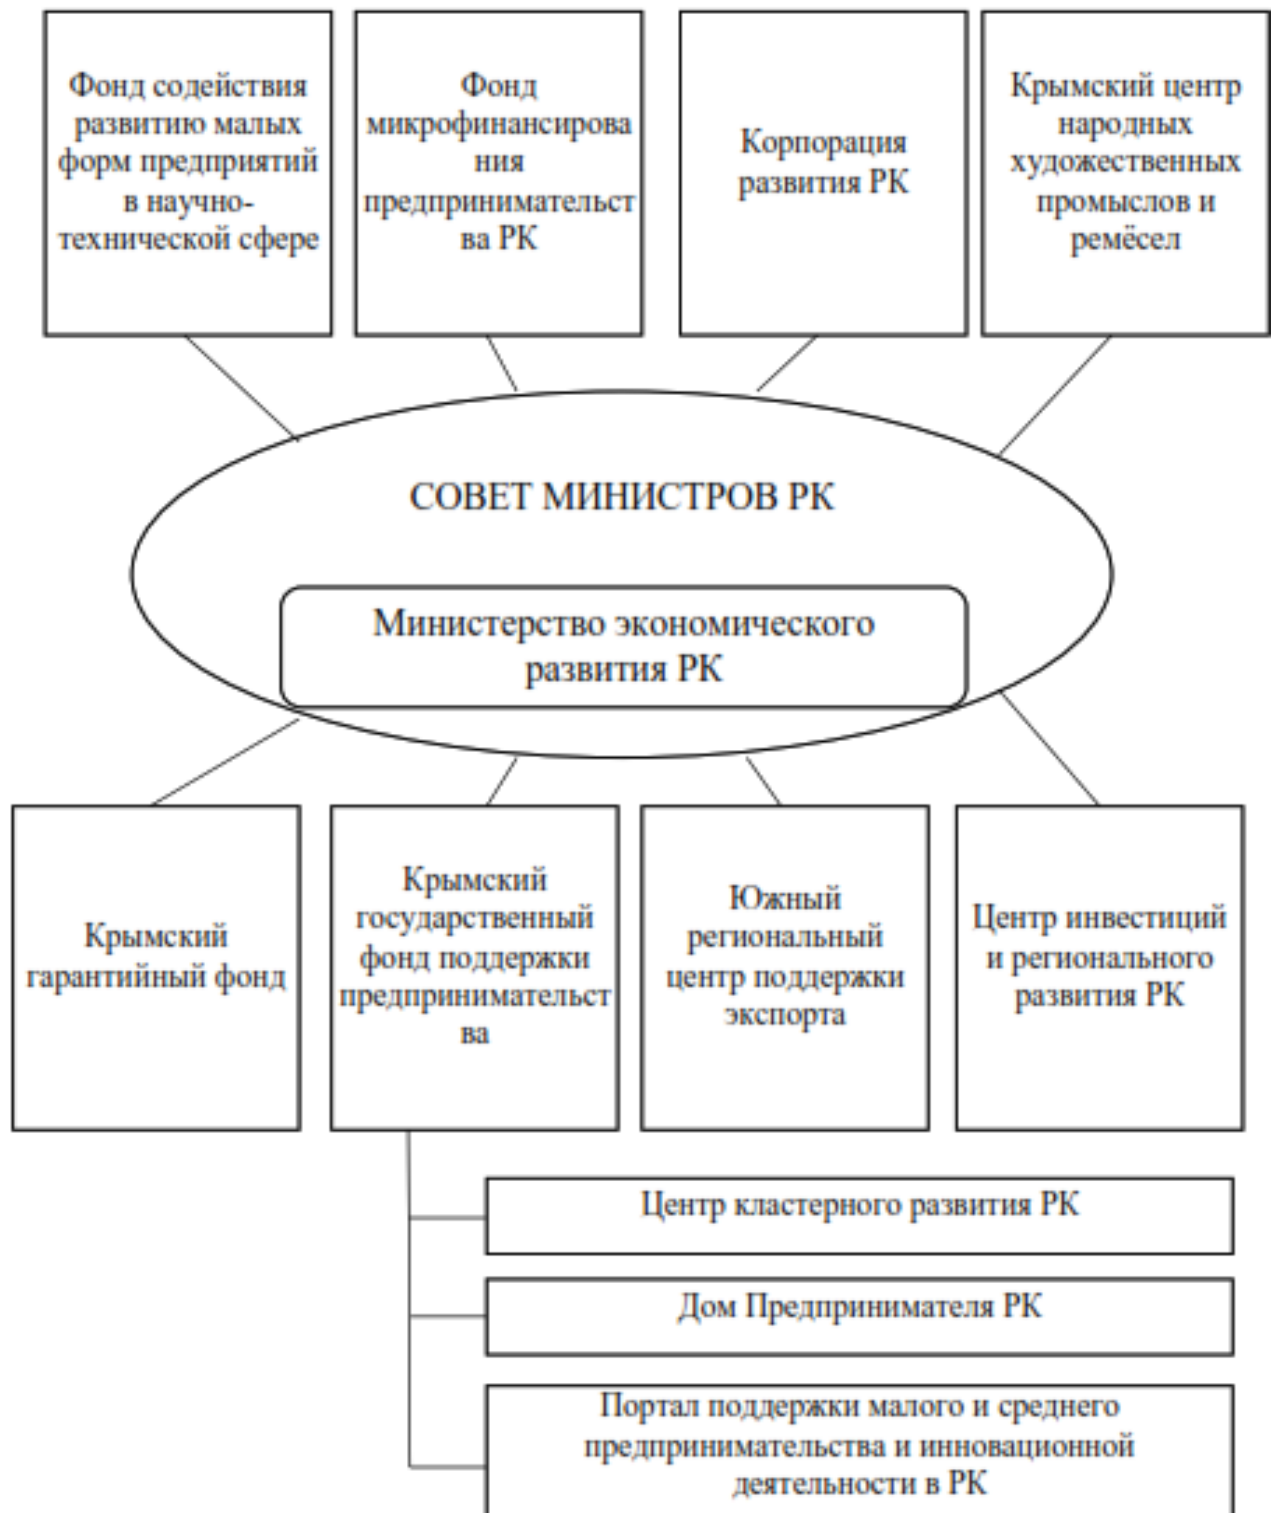 Фонд содействия
развитию малых
форм предприятий
в научно-
технической сфере
Фонд
микрофинансирова
ния
предпринимательст
ва РК
Корпорация
развития РК
Крымский центр
народных
художественных
промыслов и
ремёсел
СОВЕТ МИНИСТРОВ РК
Министерство экономического
развития РК
Крымский
гарантийный фонд
Крымский
государственный
фонд поддержки
предпринимательст
ва
Южный
региональный
центр поддержки
экспорта
Центр инвестиций
и регионального
развития РК
Центр кластерного развития РК
Дом Предпринимателя РК
Портал поддержки малого и среднего
предпринимательства и инновационной
деятельности в РК